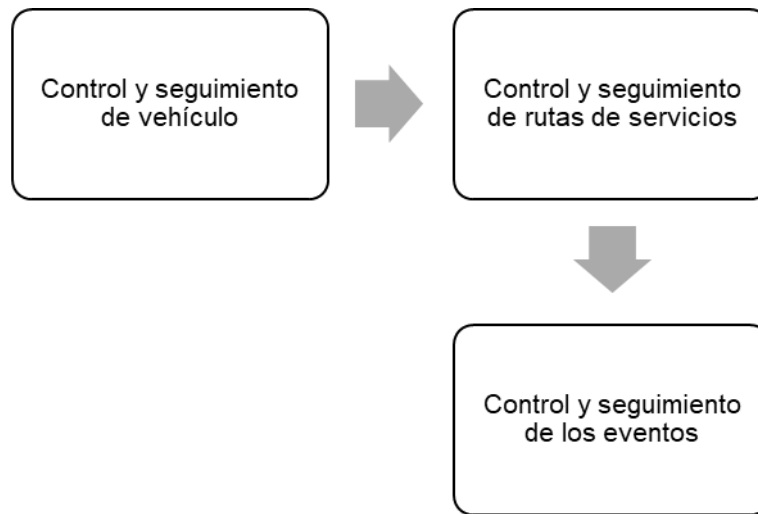 Control y seguimiento
de vehículo
Control y seguimiento
de rutas de servicios
Control y seguimiento
de los eventos